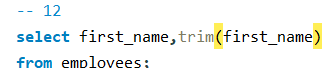 -- 12
select first_name,trim(first_name)
from employees;